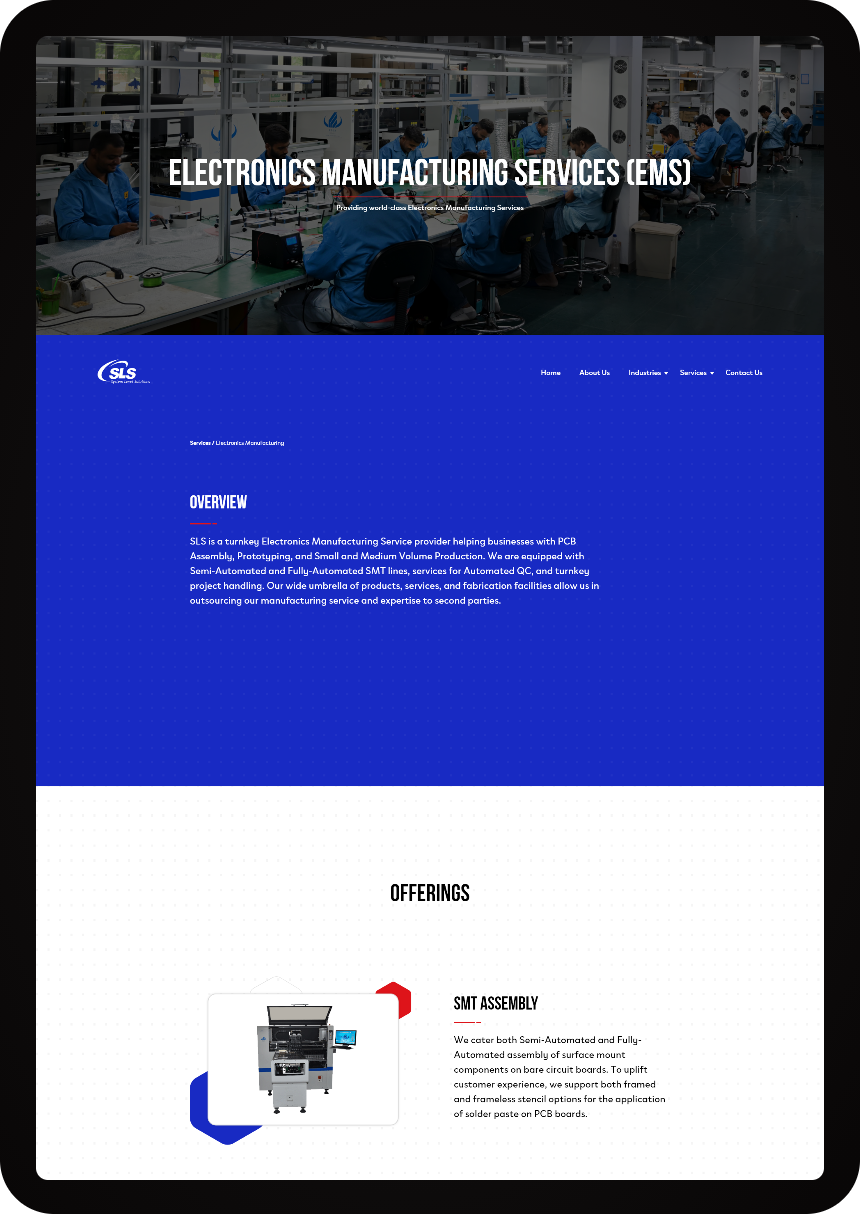 ELECTRONICS MANUFACTURING SERVICES (EMS)
Providing world-class Electronics Manufacturing Services
SLS
System Level Solutions
Home About Us Industries Services Contact Us
Services / Electronics Manufacturing
OVERVIEW
SLS is a turnkey Electronics Manufacturing Service provider helping businesses with PCB
Assembly, Prototyping, and Small and Medium Volume Production. We are equipped with
Semi-Automated and Fully-Automated SMT lines, services for Automated QC, and turnkey
project handling. Our wide umbrella of products, services, and fabrication facilities allow us in
outsourcing our manufacturing service and expertise to second parties.
OFFERINGS
SMT ASSEMBLY
We cater both Semi-Automated and Fully-
Automated assembly of surface mount
components on bare circuit boards. To uplift
customer experience, we support both framed
and frameless stencil options for the application
of solder paste on PCB boards.